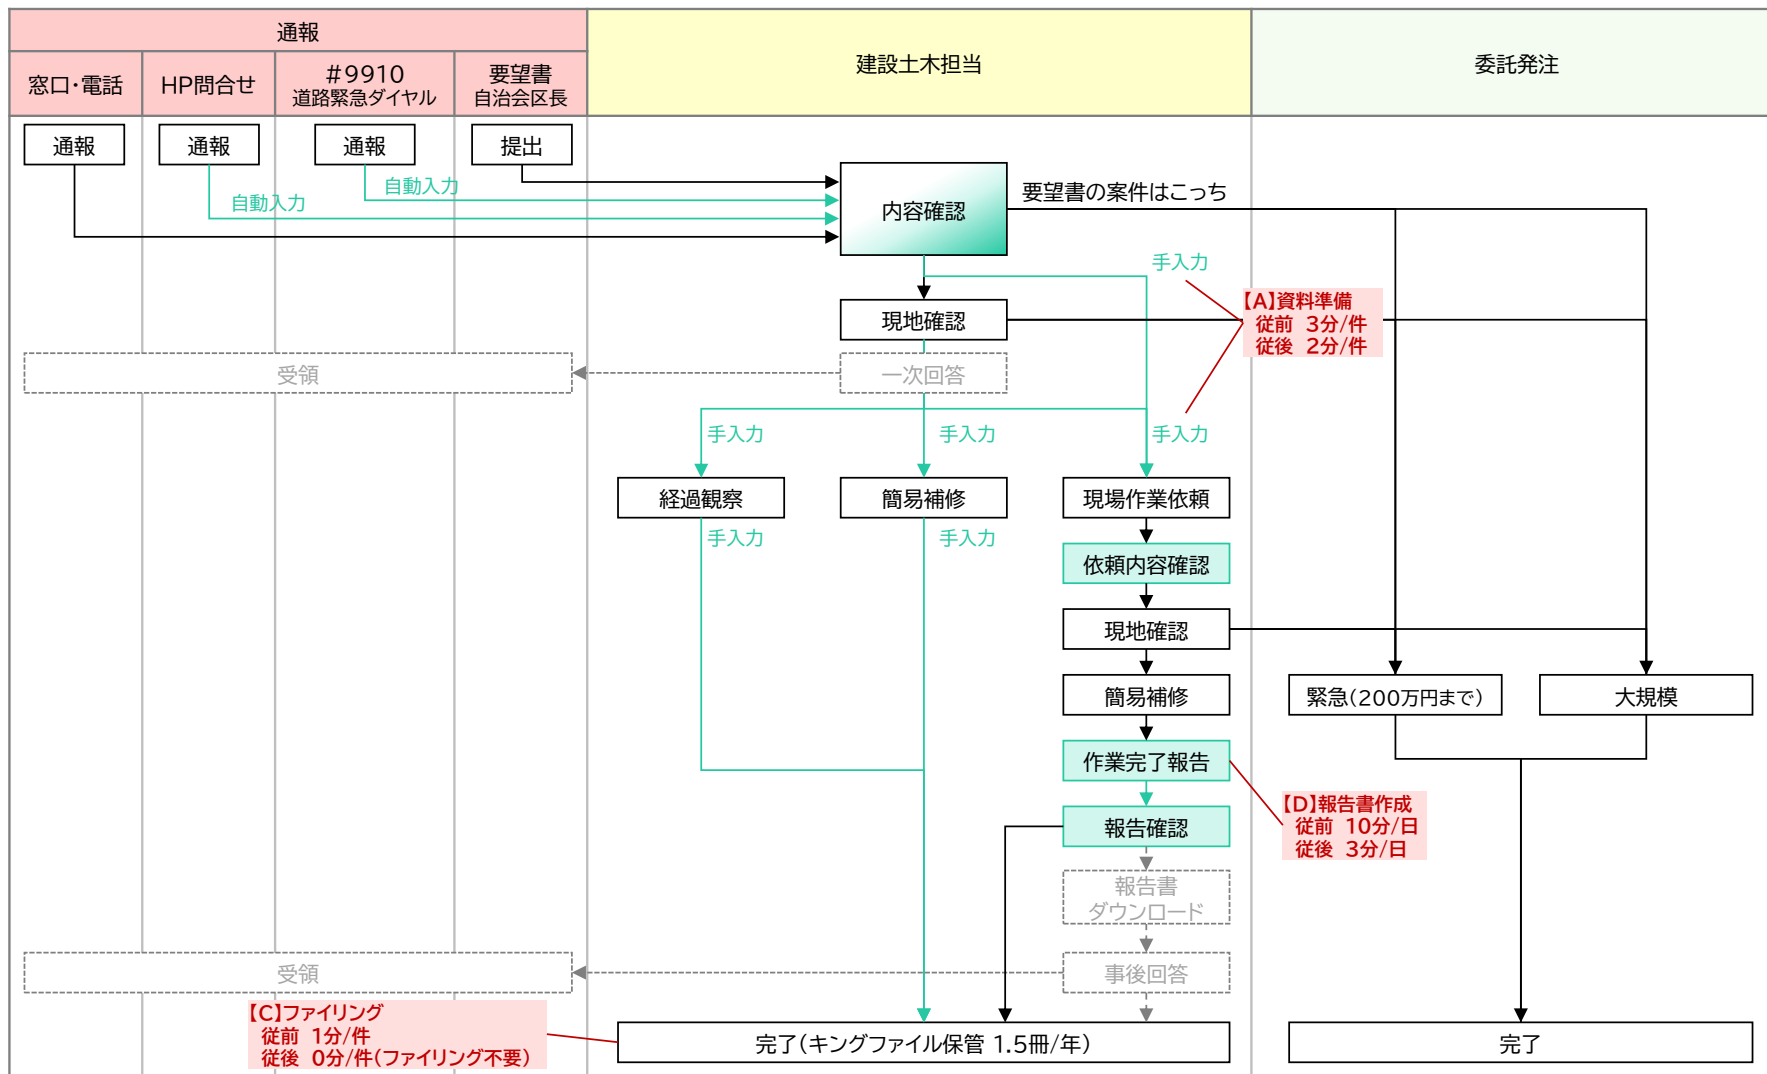 通報
建設土木担当
委託発注
窓口・電話
HP問合せ
#9910
道路緊急ダイヤル
要望書
自治会区長
通報
通報
通報
提出
自動入力
自動入力
内容確認
要望書の案件はこっち
手入力
【A】資料準備
従前 3分/件
従後 2分/件
現地確認
受領
一次回答
手入力
手入力
手入力
経過観察
簡易補修
現場作業依頼
手入力
手入力
依頼内容確認
現地確認
簡易補修
緊急(200万円まで)
大規模
作業完了報告
【D】報告書作成
従前 10分/日
従後 3分/日
報告確認
報告書
ダウンロード
受領
事後回答
【C】ファイリング
従前 1分/件
従後 0分/件(ファイリング不要)
完了(キングファイル保管 1.5冊/年)
完了